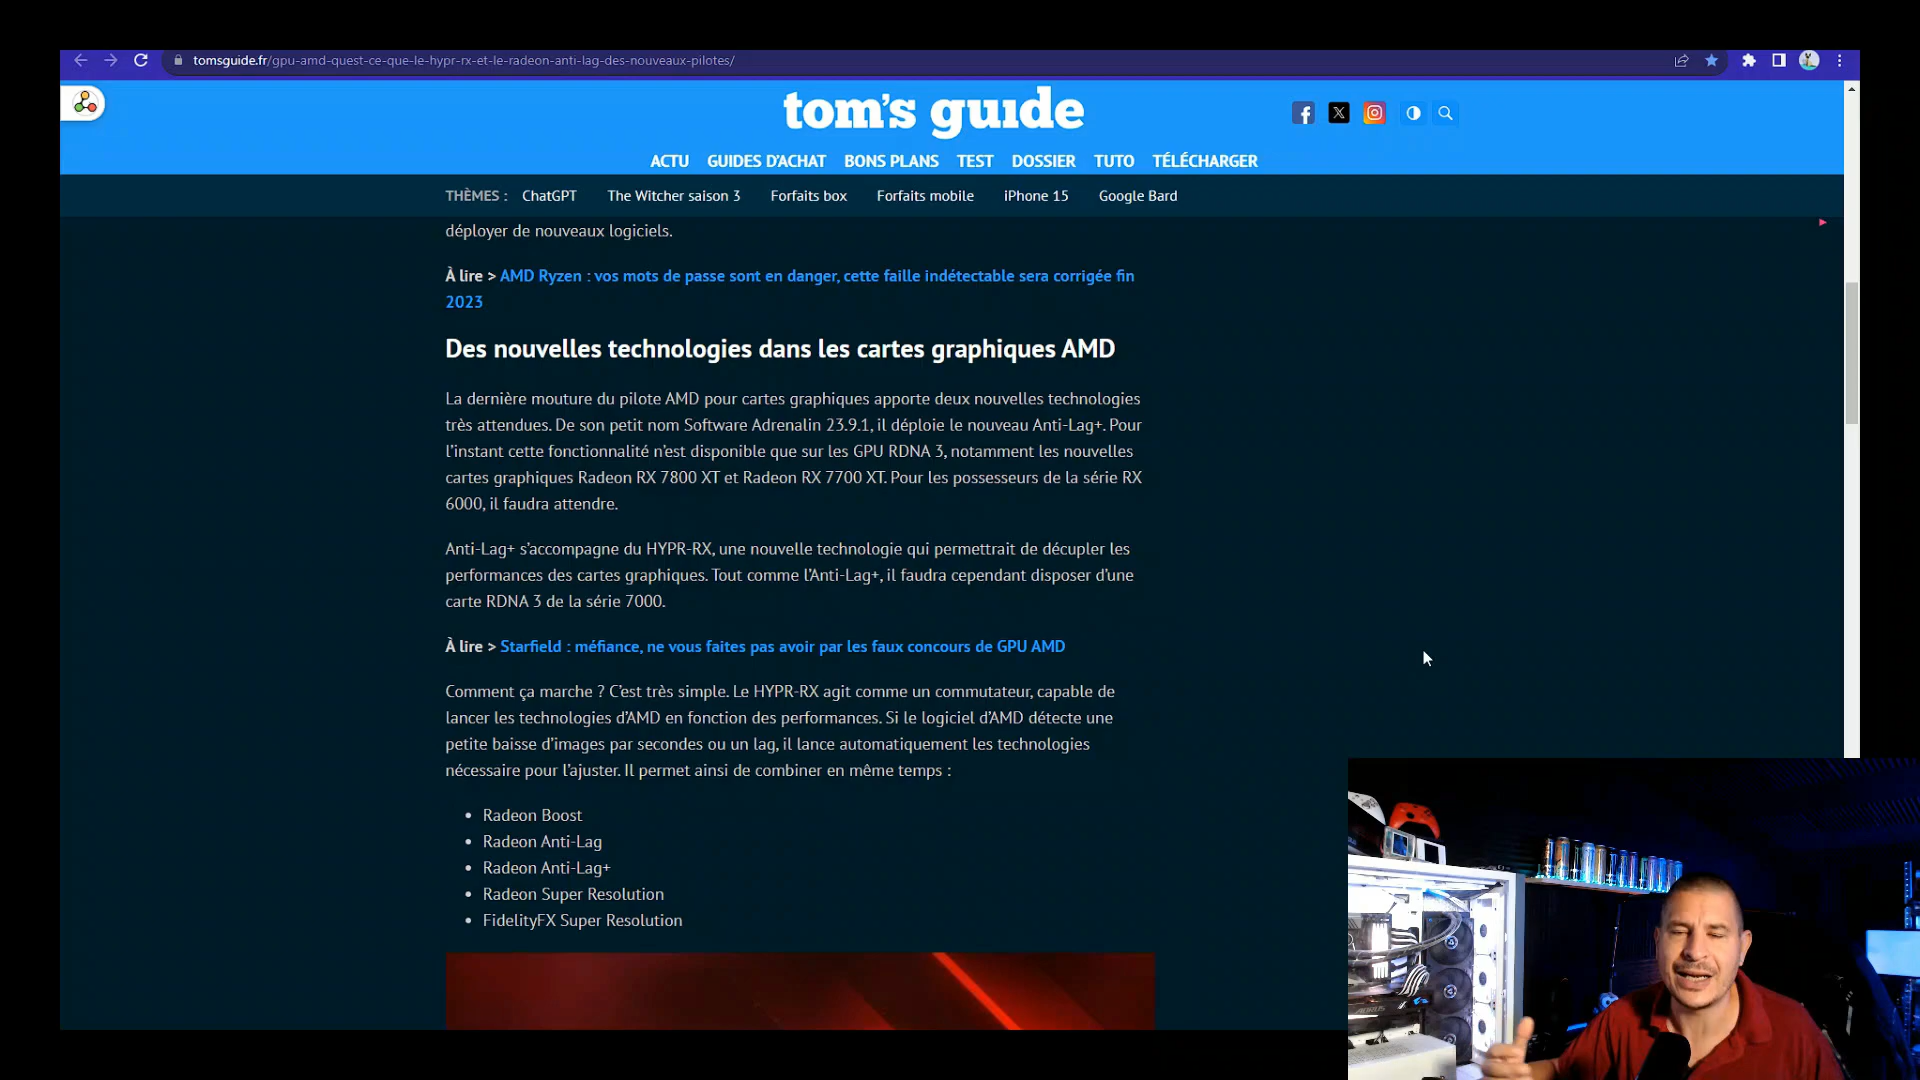 tomsguide.fr/gpu-amd-quest-ce-que-le-hypr-rx-et-le-radeon-anti-lag-des-nouveaux-pilotes/
tom's guide
ACTU GUIDES D'ACHAT BONS PLANS TEST DOSSIER TUTO TÉLÉCHARGER
THÈMES : ChatGPT The Witcher saison 3 Forfaits box Forfaits mobile iPhone 15 Google Bard
déployer de nouveaux logiciels.
À lire > AMD Ryzen : vos mots de passe sont en danger, cette faille indétectable sera corrigée fin
2023
Des nouvelles technologies dans les cartes graphiques AMD
La dernière mouture du pilote AMD pour cartes graphiques apporte deux nouvelles technologies
très attendues. De son petit nom Software Adrenalin 23.9.1, il déploie le nouveau Anti-Lag+. Pour
l'instant cette fonctionnalité n'est disponible que sur les GPU RDNA 3, notamment les nouvelles
cartes graphiques Radeon RX 7800 XT et Radeon RX 7700 XT. Pour les possesseurs de la série RX
6000, il faudra attendre.
Anti-Lag+ s'accompagne du HYPR-RX, une nouvelle technologie qui permettrait de décupler les
performances des cartes graphiques. Tout comme l'Anti-Lag+, il faudra cependant disposer d'une
carte RDNA 3 de la série 7000.
À lire > Starfield : méfiance, ne vous faites pas avoir par les faux concours de GPU AMD
Comment ça marche ? C'est très simple. Le HYPR-RX agit comme un commutateur, capable de
lancer les technologies d'AMD en fonction des performances. Si le logiciel d'AMD détecte une
petite baisse d'images par secondes ou un lag, il lance automatiquement les technologies
nécessaire pour l'ajuster. Il permet ainsi de combiner en même temps :
• Radeon Boost
• Radeon Anti-Lag
• Radeon Anti-Lag+
• Radeon Super Resolution
• FidelityFX Super Resolution